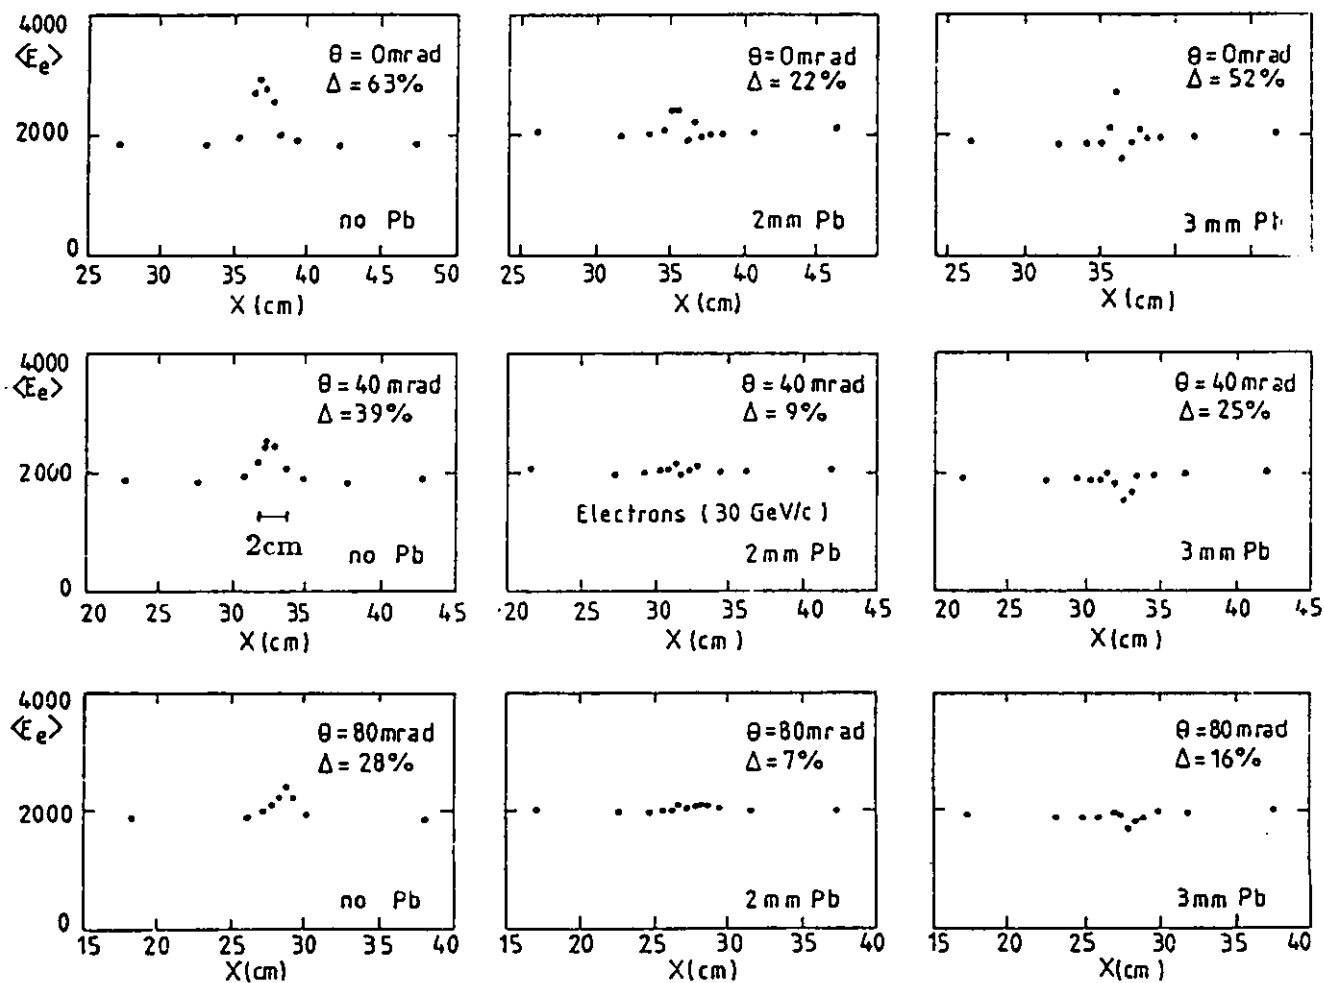 4000
⟨Ee⟩
2000
0
θ = 0mrad
Δ = 63%
no Pb
25 30 35 40 45 50
X (cm)
θ = 0mrad
Δ = 22%
2mm Pb
25 30 35 40 45
X (cm)
θ = 0mrad
Δ = 52%
3 mm
30 35 40 45
X (cm)
4000
⟨Ee⟩
2000
0
θ = 40 mrad
Δ = 39%
2cm
no Pb
20 25 30 35 40 45
X (cm)
θ = 40 mrad
Δ = 9%
Electrons (30 GeV/c)
2mm Pb
20 25 30 35 40 45
X (cm)
θ = 40 mrad
Δ = 25%
3mm Pb
20 25 30 35 40 45
X (cm)
4000
⟨Ee⟩
2000
0
θ = 80mrad
Δ = 28%
no Pb
15 20 25 30 35 40
X (cm)
θ = 80mrad
Δ = 7%
2mm Pb
15 20 25 30 35 40
X (cm)
θ = 80mrad
Δ = 16%
3mm Pb
15 20 25 30 35 40
X (cm)